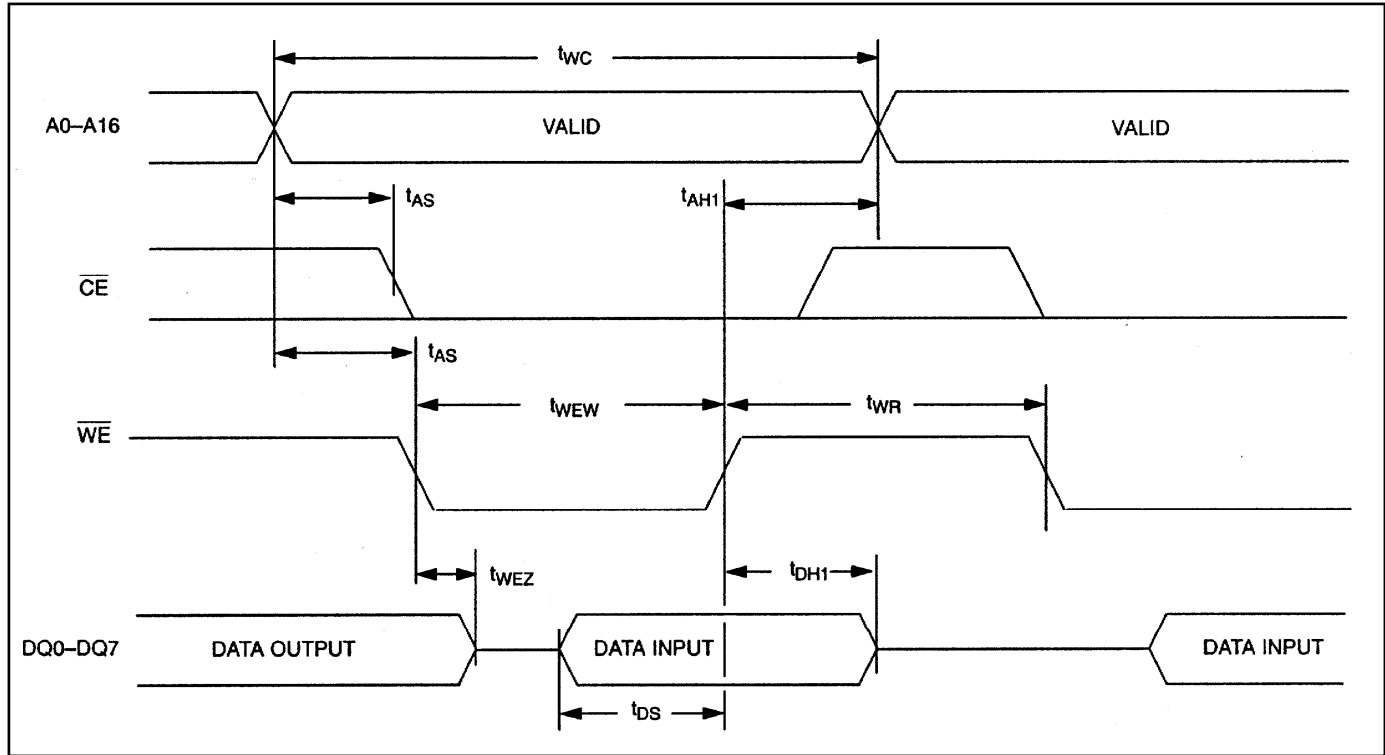 tWC
A0–A16 VALID VALID
tAS tAH1
CE
tAS
tWEW tWR
WE
tWEZ tDH1
DQ0–DQ7 DATA OUTPUT DATA INPUT DATA INPUT
tDS